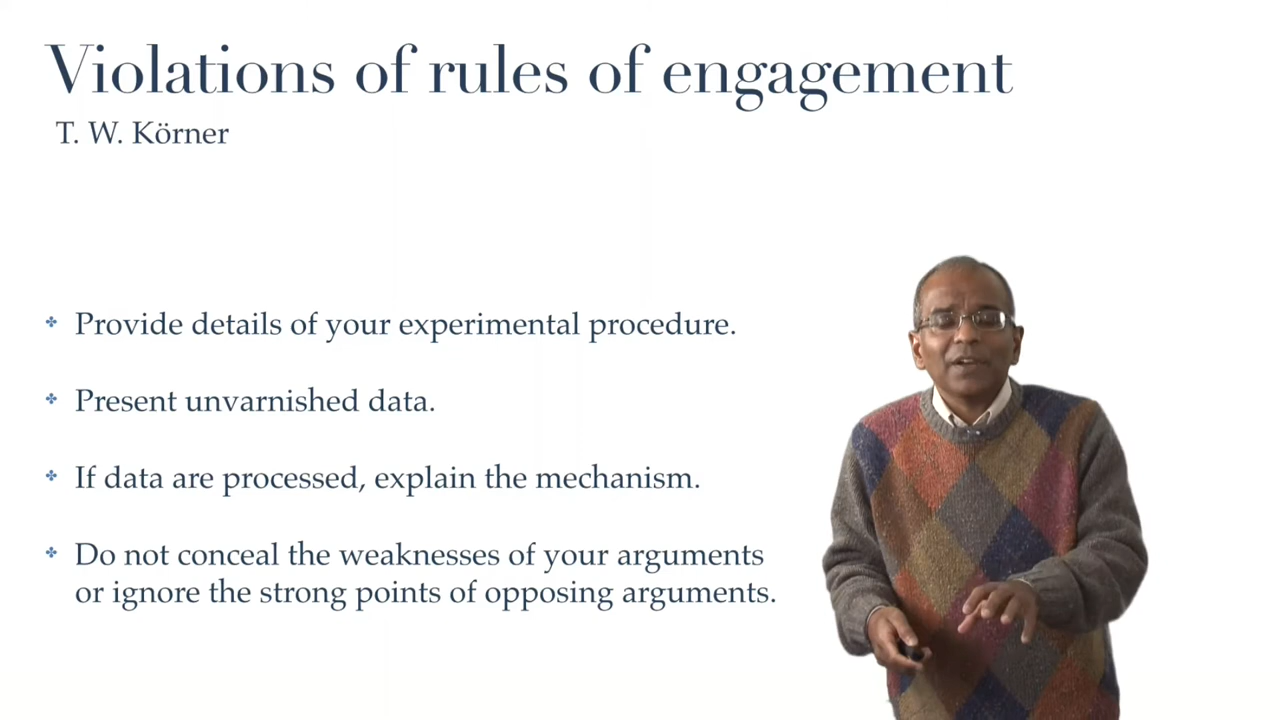 Violations of rules of engagement
T. W. Körner
Provide details of your experimental procedure.
Present unvarnished data.
If data are processed, explain the mechanism.
Do not conceal the weaknesses of your arguments
or ignore the strong points of opposing arguments.